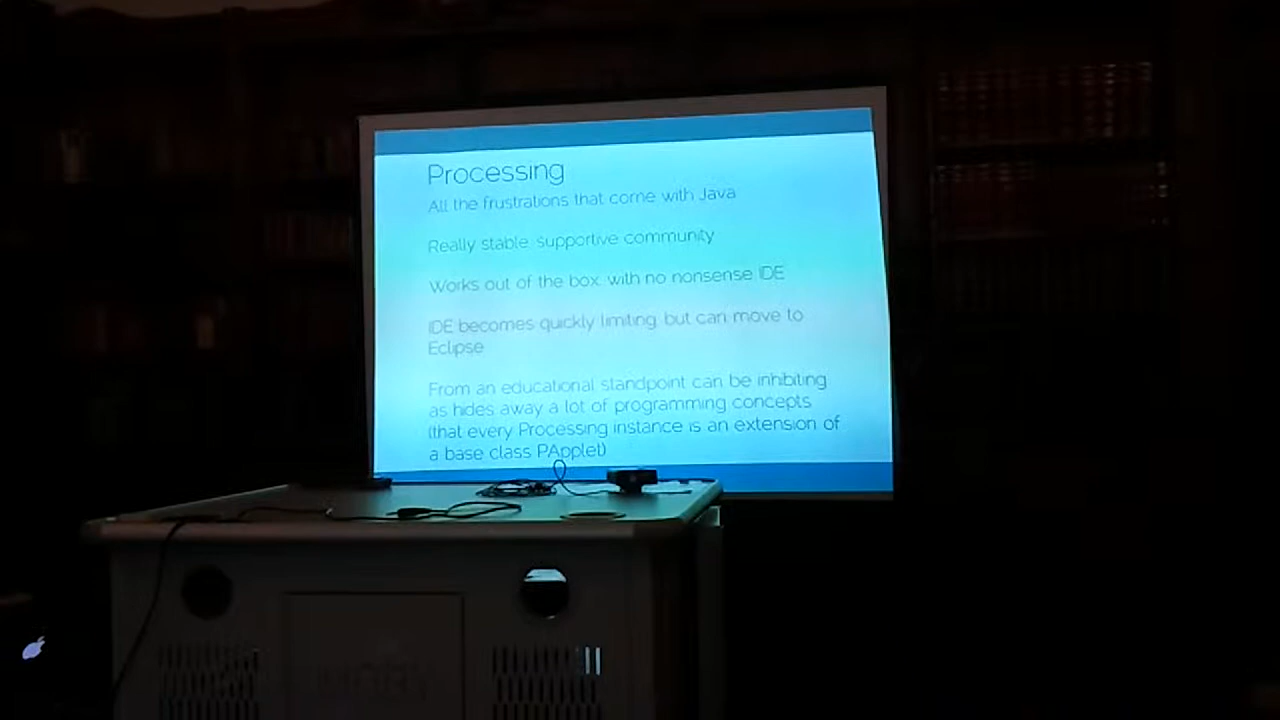 Processing
All the frustrations that come with Java
Really stable, supportive community
Works out of the box, with no nonsense IDE
IDE becomes quickly limiting, but can move to
Eclipse
From an educational standpoint can be inhibiting
as hides away a lot of programming concepts
(that every Processing instance is an extension of
a base class PApplet)